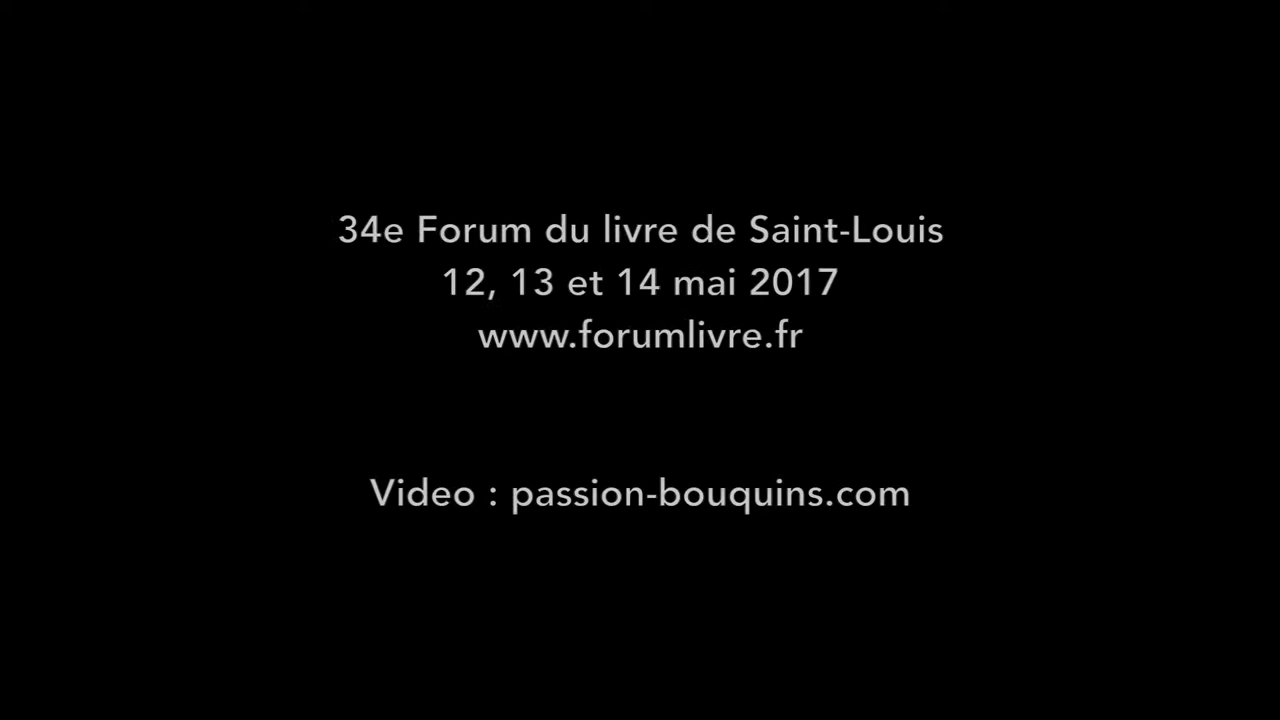 34e Forum du livre de Saint-Louis
12, 13 et 14 mai 2017
www.forumlivre.fr
Video : passion-bouquins.com